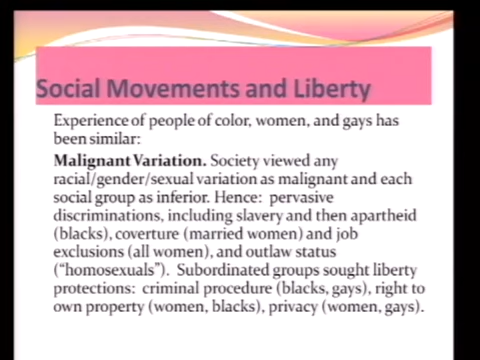 Social Movements and Liberty
Experience of people of color, women, and gays has
been similar:
Malignant Variation. Society viewed any
racial/gender/sexual variation as malignant and each
social group as inferior. Hence: pervasive
discriminations, including slavery and then apartheid
(blacks), coverture (married women) and job
exclusions (all women), and outlaw status
(“homosexuals”). Subordinated groups sought liberty
protections: criminal procedure (blacks, gays), right to
own property (women, blacks), privacy (women, gays).